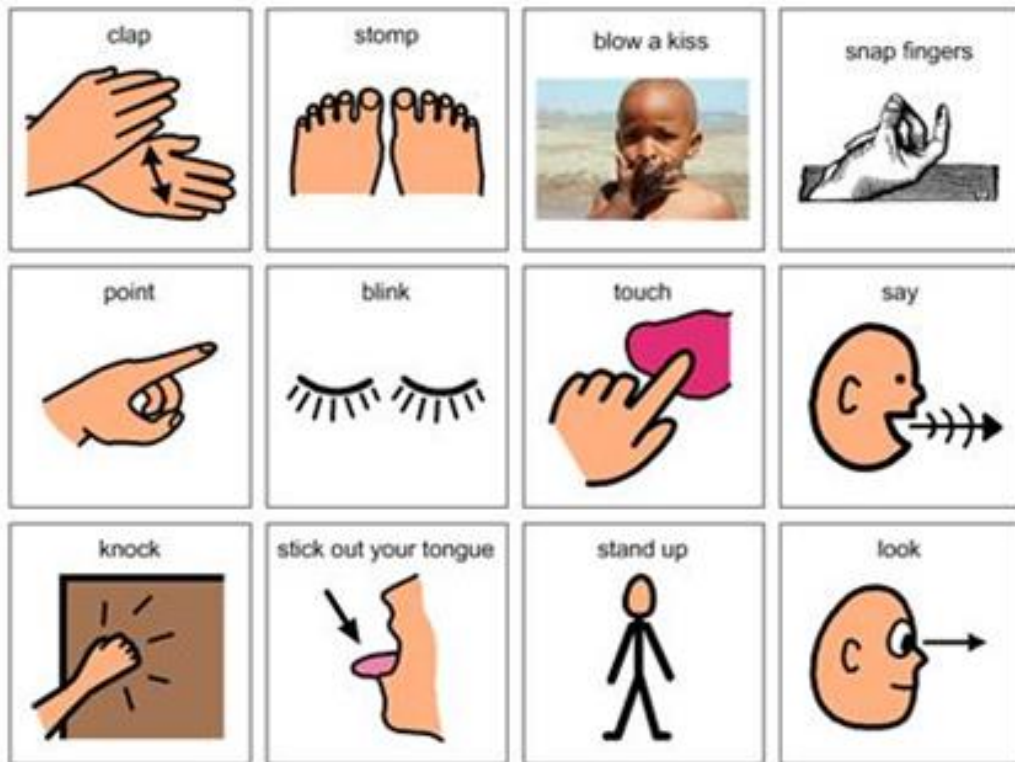 clap
stomp
blow a kiss
snap fingers
point
blink
touch
say
knock
stick out your tongue
stand up
look